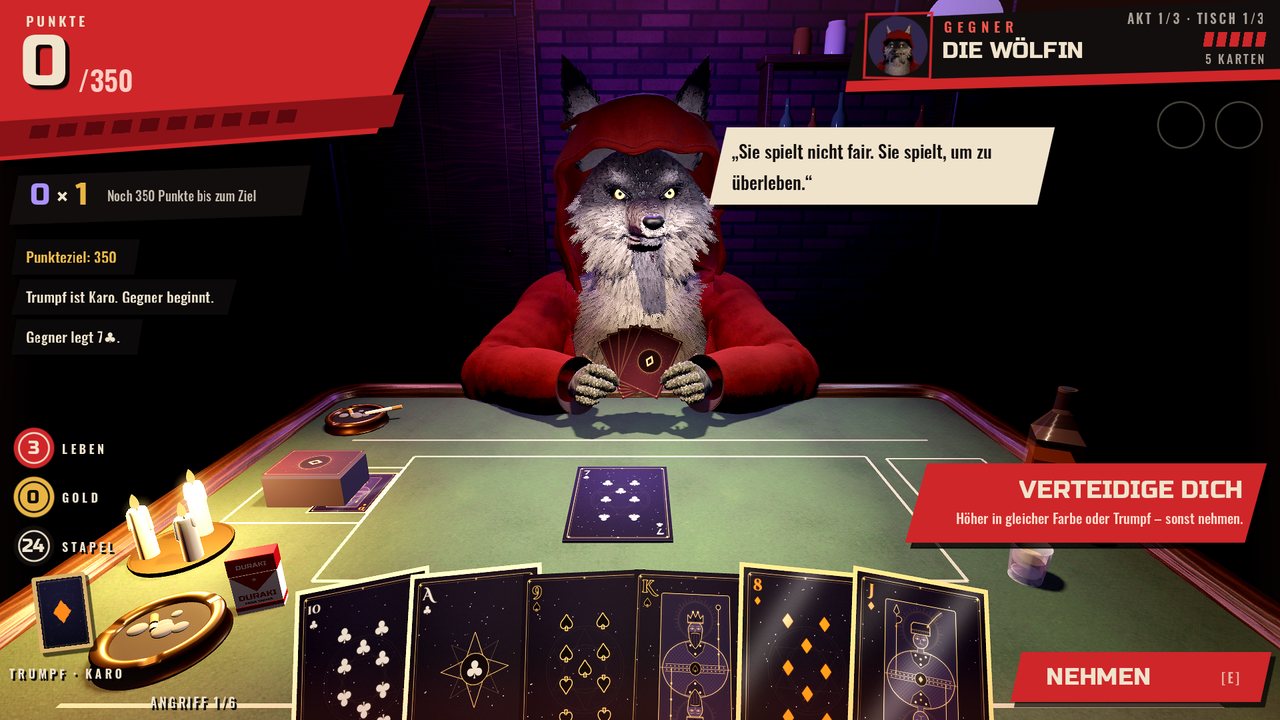 PUNKTE
0 /350
0 × 1 Noch 350 Punkte bis zum Ziel
Punkteziel: 350
Trumpf ist Karo. Gegner beginnt.
Gegner legt 7♣.
GEGNER
DIE WÖLFIN
AKT 1/3 · TISCH 1/3
5 KARTEN
„Sie spielt nicht fair. Sie spielt, um zu
überleben.“
3 LEBEN
0 GOLD
24 STAPEL
DURAKI
DURAKI
TRUMPF · KARO
ANGRIFF 1/6
7
7
VERTEIDIGE DICH
Höher in gleicher Farbe oder Trumpf – sonst nehmen.
10
A
9
K
8
J
NEHMEN [E]